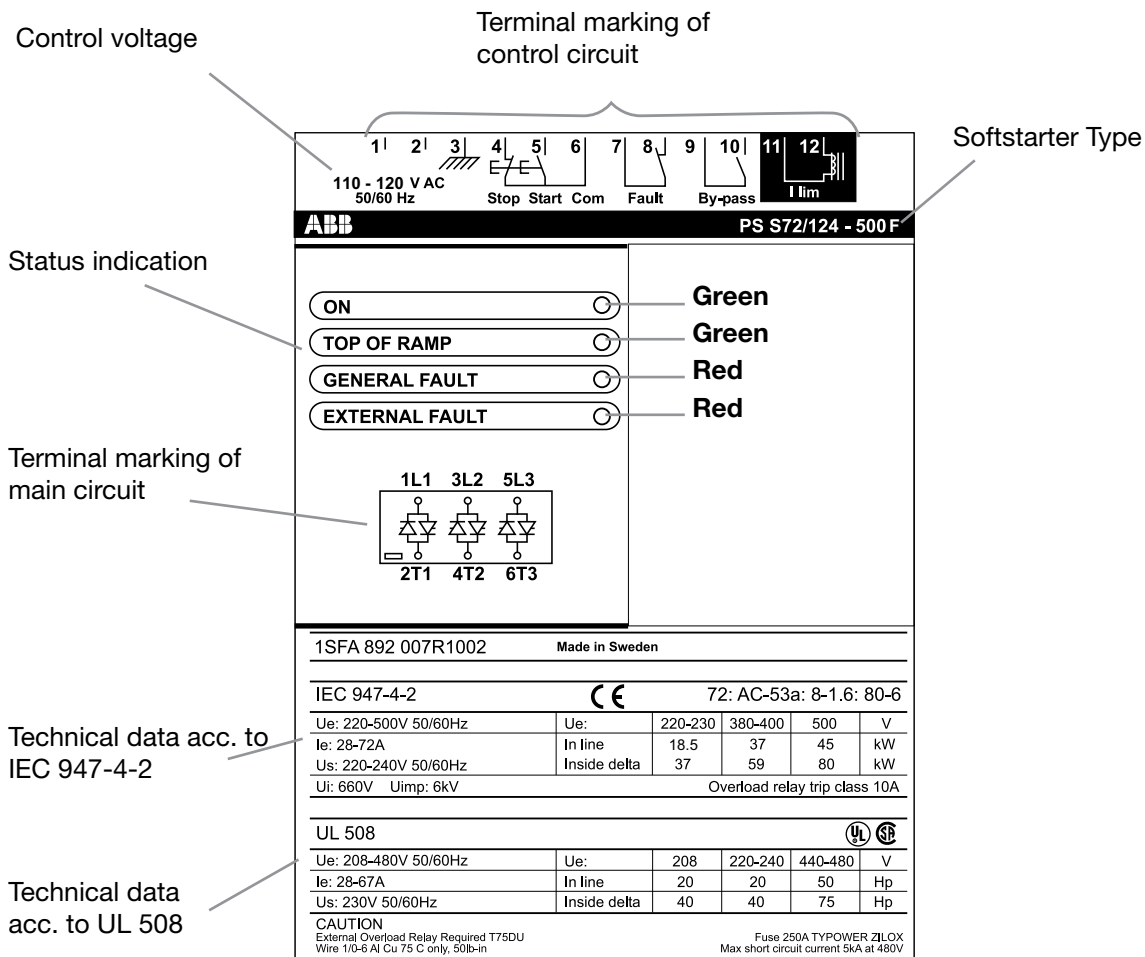 Terminal marking of
control circuit
Control voltage
Softstarter Type
1 2 3 4 5 6 7 8 9 10 11 12
110 - 120 V AC
50/60 Hz
Stop Start Com Fault By-pass I lim
ABB PS S72/124 - 500 F
Status indication
ON Green
TOP OF RAMP Green
GENERAL FAULT Red
EXTERNAL FAULT Red
Terminal marking of
main circuit
1L1 3L2 5L3
2T1 4T2 6T3
1SFA 892 007R1002 Made in Sweden
IEC 947-4-2 CE 72: AC-53a: 8-1.6: 80-6
Technical data acc. to
IEC 947-4-2
Ue: 220-500V 50/60Hz Ue: 220-230 380-400 500 V
Ie: 28-72A In line 18.5 37 45 kW
Us: 220-240V 50/60Hz Inside delta 37 59 80 kW
Ui: 660V Uimp: 6kV Overload relay trip class 10A
UL 508 UL SA
Technical data
acc. to UL 508
Ue: 208-480V 50/60Hz Ue: 208 220-240 440-480 V
Ie: 28-67A In line 20 20 50 Hp
Us: 230V 50/60Hz Inside delta 40 40 75 Hp
CAUTION
External Overload Relay Required T75DU Fuse 250A TYPOWER ZILOX
Wire 1/0-6 Al Cu 75 C only, 50lb-in Max short circuit current 5kA at 480V